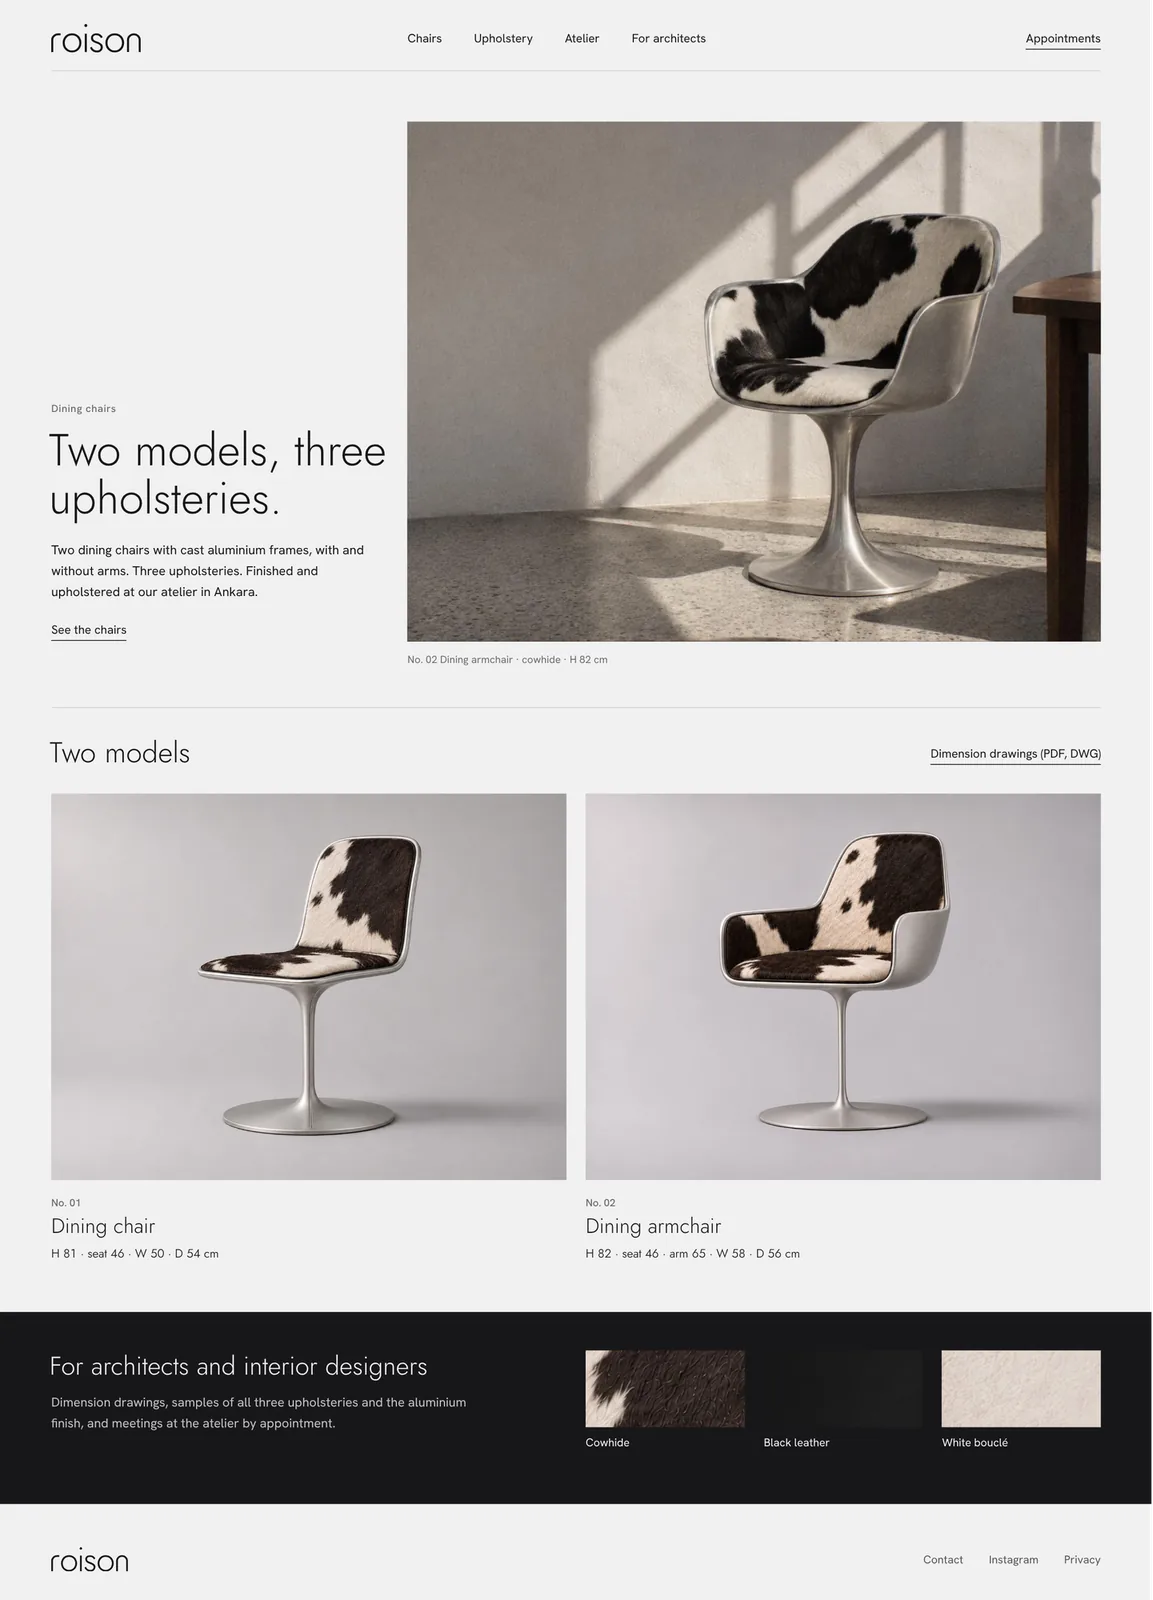 roison
Chairs
Upholstery
Atelier
For architects
Appointments
Dining chairs
Two models, three
upholsteries.
Two dining chairs with cast aluminium frames, with and
without arms. Three upholsteries. Finished and
upholstered at our atelier in Ankara.
See the chairs
No. 02 Dining armchair · cowhide · H 82 cm
Two models
Dimension drawings (PDF, DWG)
No. 01
Dining chair
H 81 · seat 46 · W 50 · D 54 cm
No. 02
Dining armchair
H 82 · seat 46 · arm 65 · W 58 · D 56 cm
For architects and interior designers
Dimension drawings, samples of all three upholsteries and the aluminium
finish, and meetings at the atelier by appointment.
Cowhide
Black leather
White bouclé
roison
Contact
Instagram
Privacy